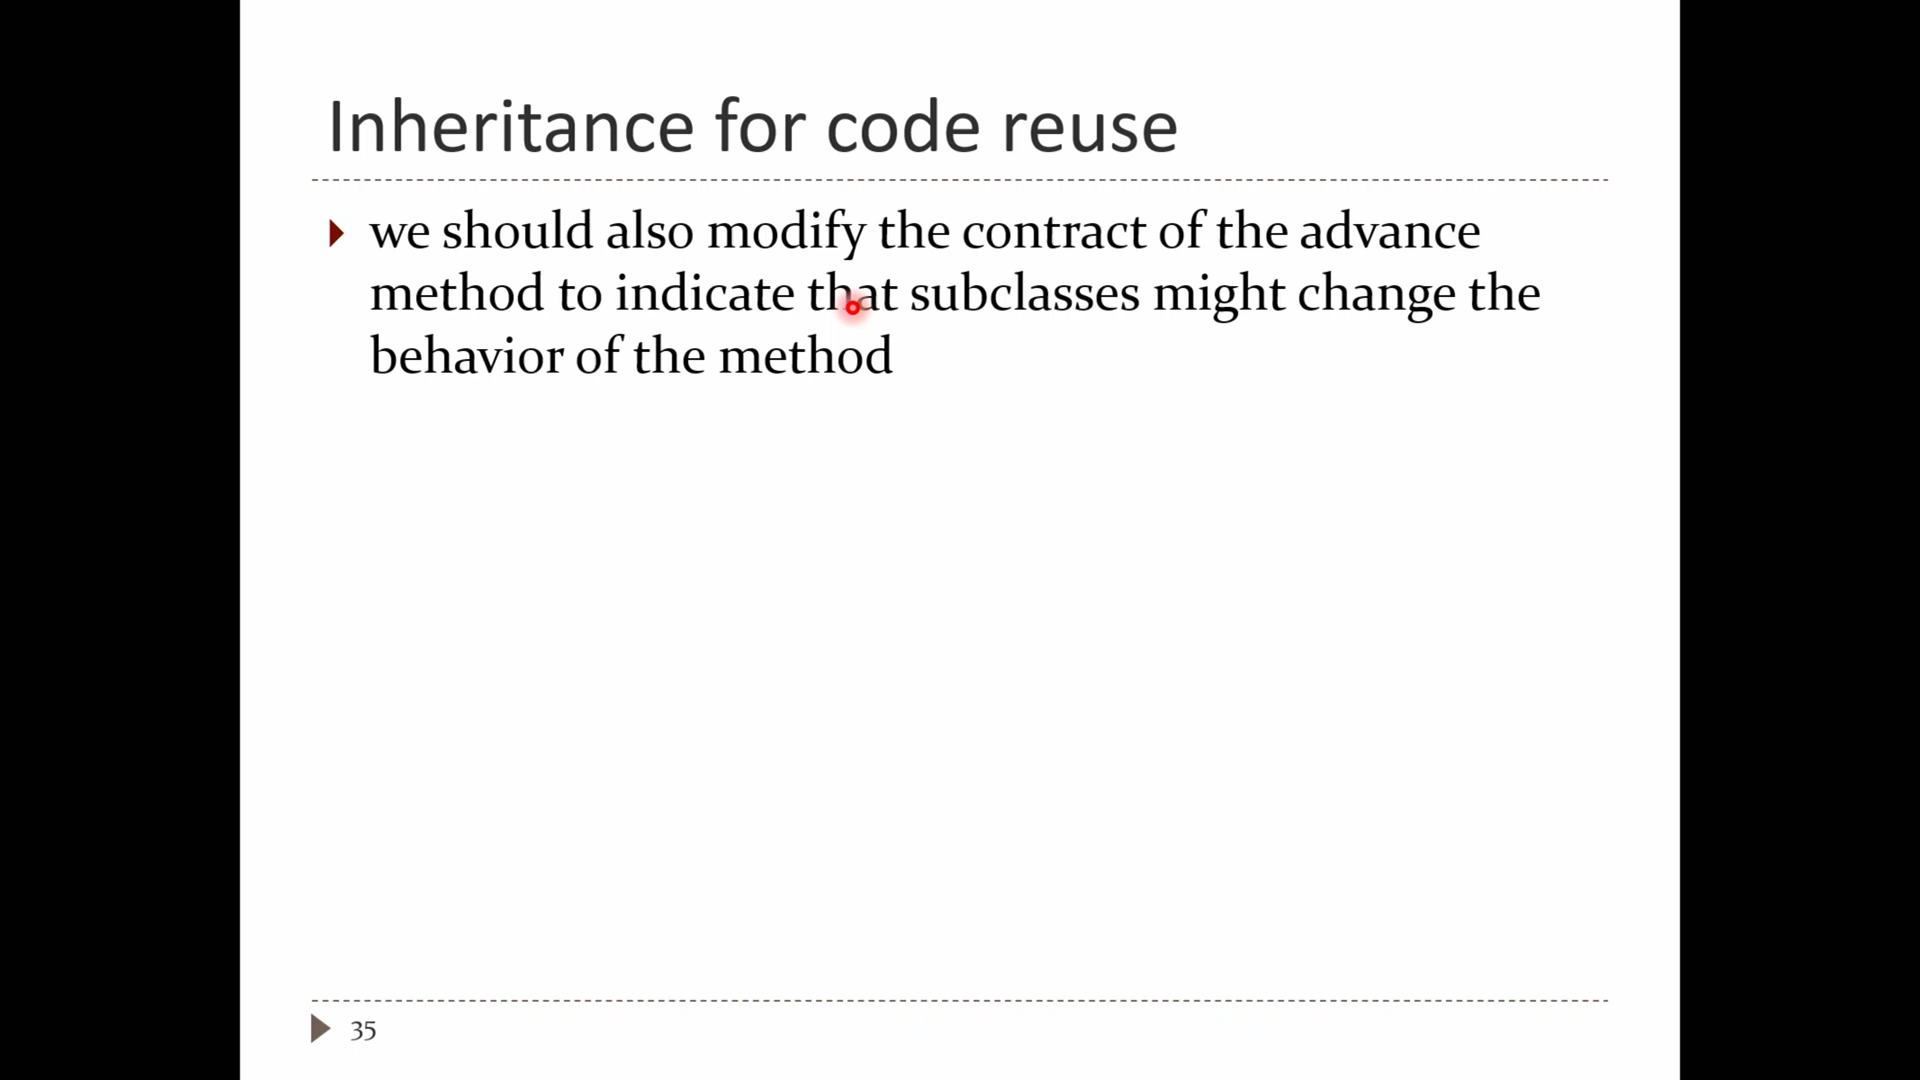 Inheritance for code reuse
we should also modify the contract of the advance
method to indicate that subclasses might change the
behavior of the method
35